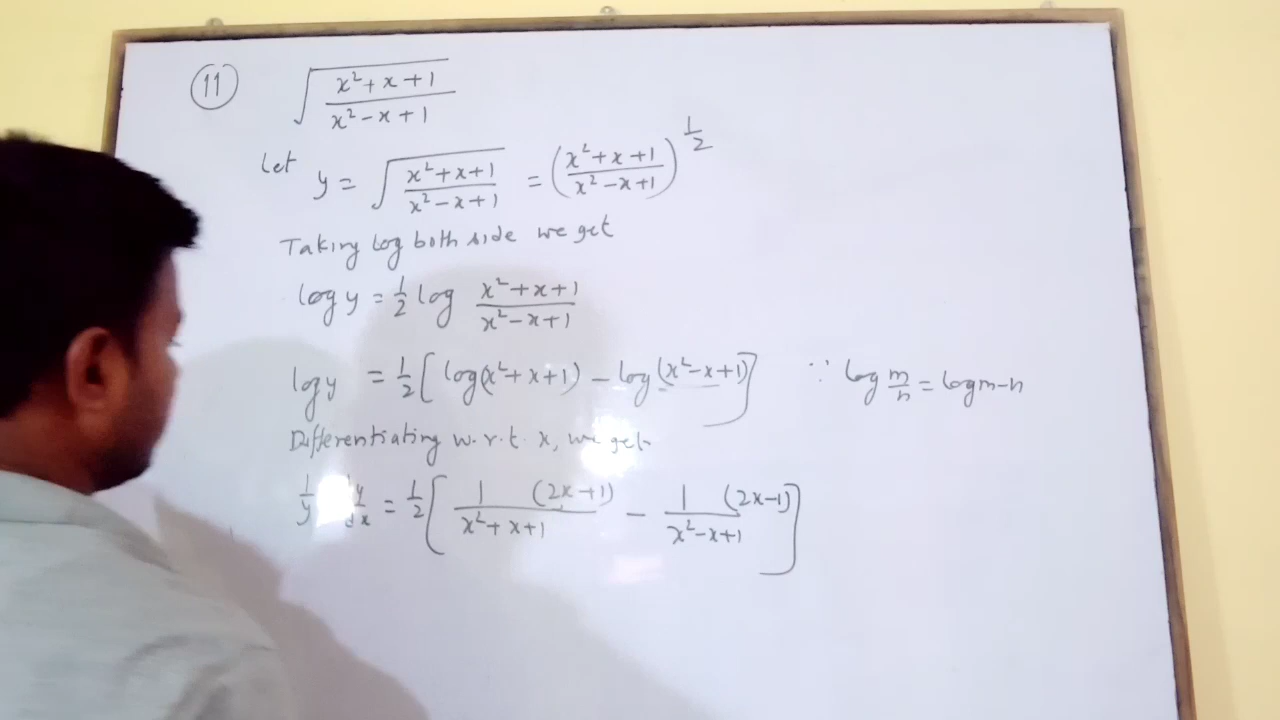 11 √((x²+x+1)/(x²-x+1))
Let y = √((x²+x+1)/(x²-x+1)) = ((x²+x+1)/(x²-x+1))^(1/2)
Taking Log both side we get
log y = 1/2 log (x²+x+1)/(x²-x+1)
log y = 1/2 [log(x²+x+1) - log(x²-x+1)] ∵ log m/n = log m-n
Differentiating w.r.t. x, we get
1/y dy/dx = 1/2 [1/(x²+x+1) (2x+1) - 1/(x²-x+1) (2x-1)]